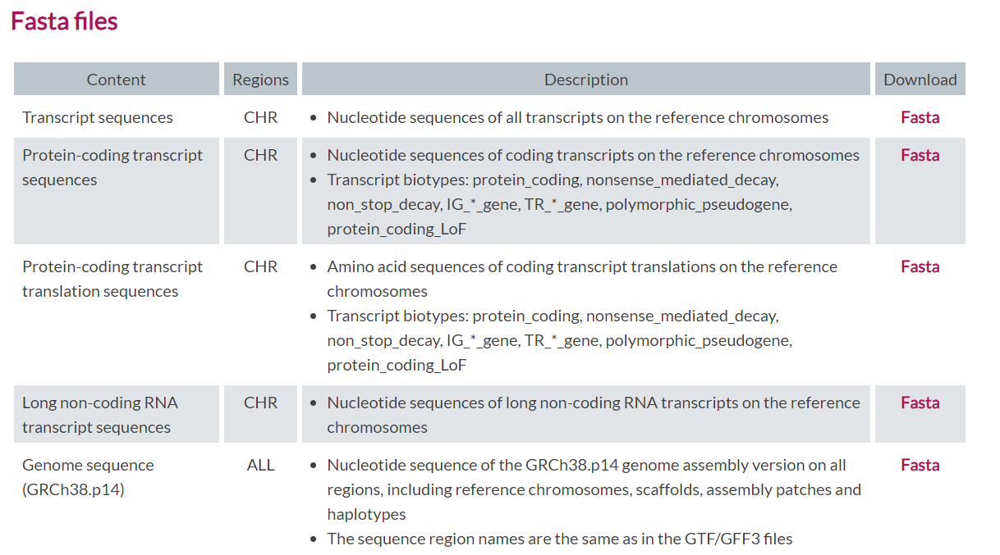 Fasta files
Content Regions Description Download
Transcript sequences CHR • Nucleotide sequences of all transcripts on the reference chromosomes Fasta
Protein-coding transcript CHR • Nucleotide sequences of coding transcripts on the reference chromosomes Fasta
sequences • Transcript biotypes: protein_coding, nonsense_mediated_decay,
non_stop_decay, IG_*_gene, TR_*_gene, polymorphic_pseudogene,
protein_coding_LoF
Protein-coding transcript CHR • Amino acid sequences of coding transcript translations on the reference Fasta
translation sequences chromosomes
• Transcript biotypes: protein_coding, nonsense_mediated_decay,
non_stop_decay, IG_*_gene, TR_*_gene, polymorphic_pseudogene,
protein_coding_LoF
Long non-coding RNA CHR • Nucleotide sequences of long non-coding RNA transcripts on the reference Fasta
transcript sequences chromosomes
Genome sequence ALL • Nucleotide sequence of the GRCh38.p14 genome assembly version on all Fasta
(GRCh38.p14) regions, including reference chromosomes, scaffolds, assembly patches and
haplotypes
• The sequence region names are the same as in the GTF/GFF3 files